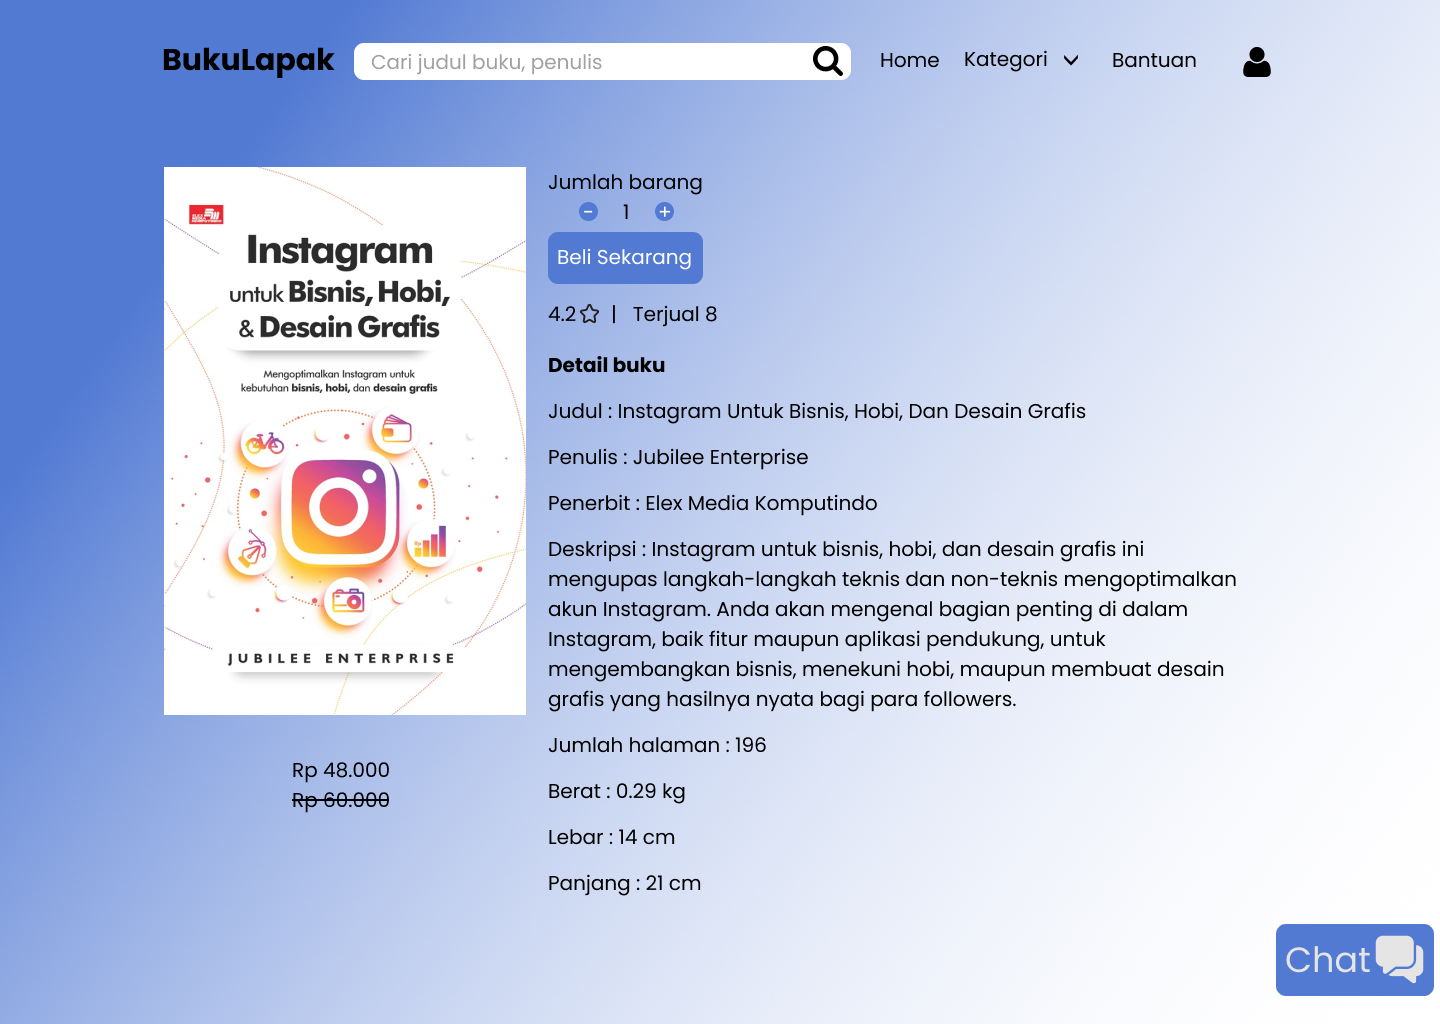 BukuLapak
Cari judul buku, penulis
Home
Kategori
Bantuan
Instagram
untuk Bisnis, Hobi,
& Desain Grafis
Mengoptimalkan Instagram untuk
kebutuhan bisnis, hobi, dan desain grafis
JUBILEE ENTERPRISE
Rp 48.000
Rp 60.000
Jumlah barang
- 1 +
Beli Sekarang
4.2 | Terjual 8
Detail buku
Judul : Instagram Untuk Bisnis, Hobi, Dan Desain Grafis
Penulis : Jubilee Enterprise
Penerbit : Elex Media Komputindo
Deskripsi : Instagram untuk bisnis, hobi, dan desain grafis ini
mengupas langkah-langkah teknis dan non-teknis mengoptimalkan
akun Instagram. Anda akan mengenal bagian penting di dalam
Instagram, baik fitur maupun aplikasi pendukung, untuk
mengembangkan bisnis, menekuni hobi, maupun membuat desain
grafis yang hasilnya nyata bagi para followers.
Jumlah halaman : 196
Berat : 0.29 kg
Lebar : 14 cm
Panjang : 21 cm
Chat